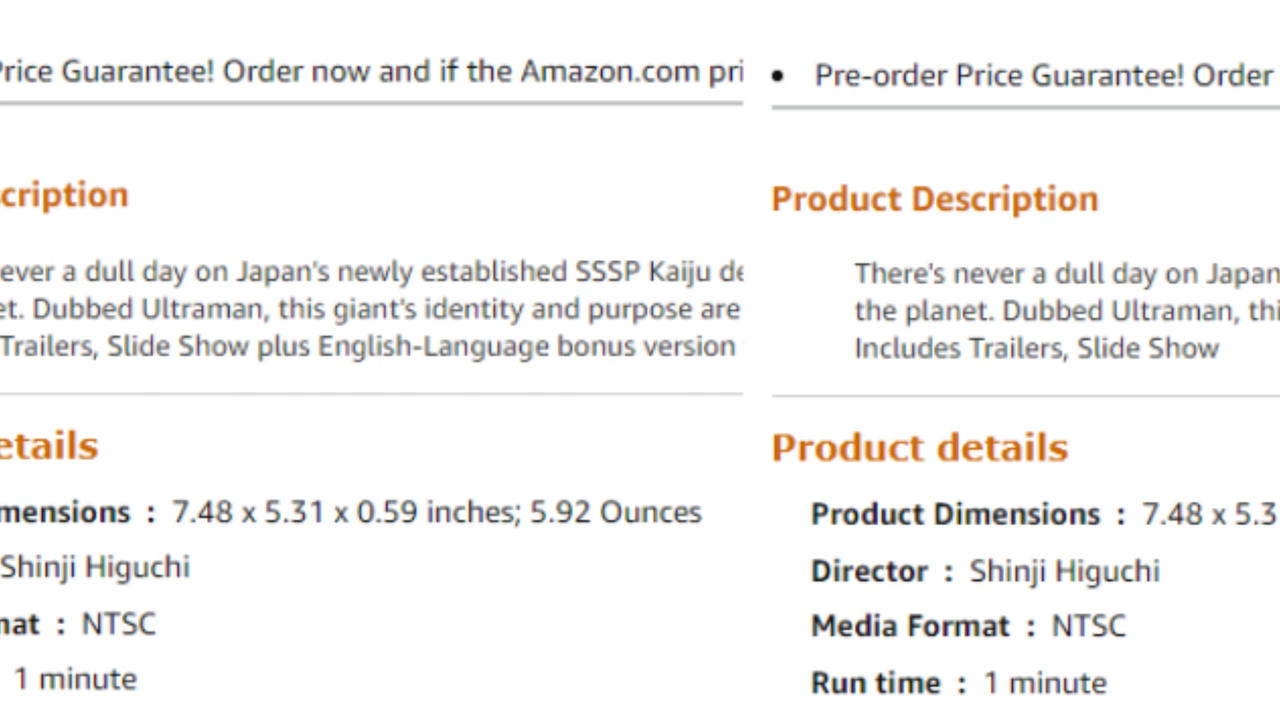 Price Guarantee! Order now and if the Amazon.com pri
cription
ever a dull day on Japan's newly established SSSP Kaiju de
et. Dubbed Ultraman, this giant's identity and purpose are
Trailers, Slide Show plus English-Language bonus version
etails
mensions : 7.48 x 5.31 x 0.59 inches; 5.92 Ounces
Shinji Higuchi
mat : NTSC
1 minute
• Pre-order Price Guarantee! Order
Product Description
There's never a dull day on Japan
the planet. Dubbed Ultraman, thi
Includes Trailers, Slide Show
Product details
Product Dimensions : 7.48 x 5.3
Director : Shinji Higuchi
Media Format : NTSC
Run time : 1 minute